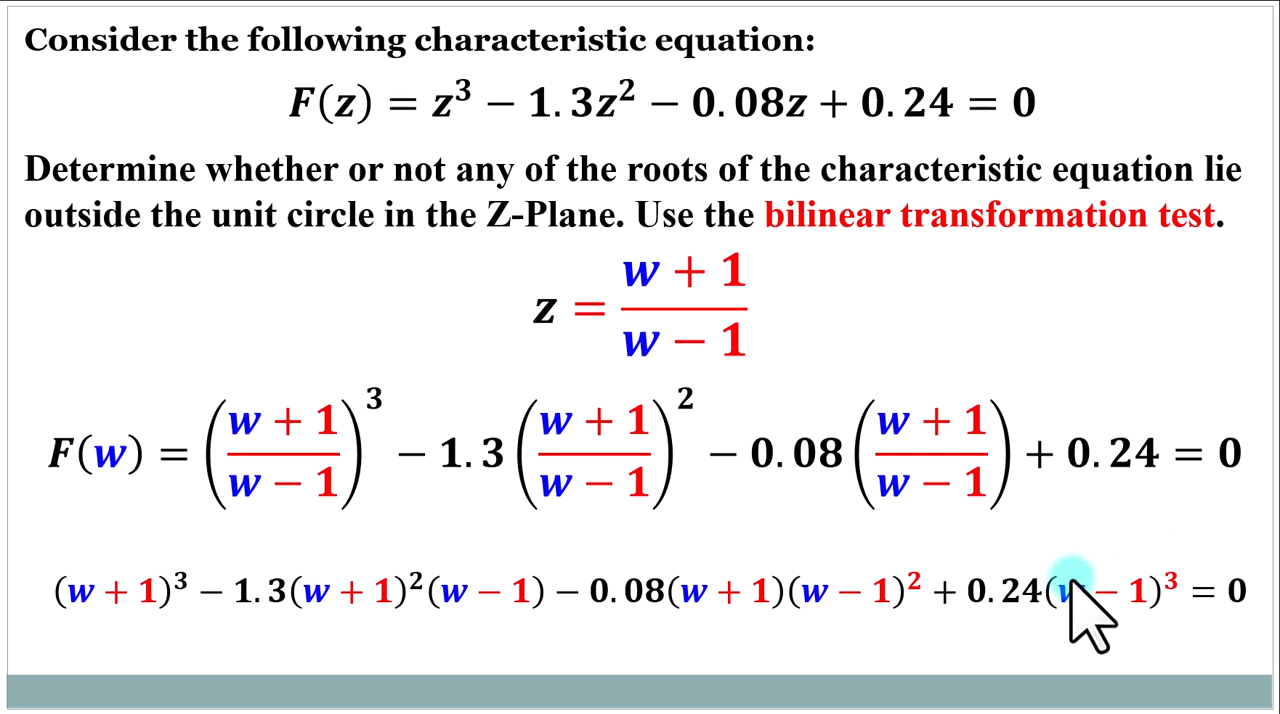 Consider the following characteristic equation:
F(z) = z³ − 1.3z² − 0.08z + 0.24 = 0
Determine whether or not any of the roots of the characteristic equation lie
outside the unit circle in the Z-Plane. Use the bilinear transformation test.
z = (w + 1)/(w − 1)
F(w) = ((w + 1)/(w − 1))³ − 1.3((w + 1)/(w − 1))² − 0.08((w + 1)/(w − 1)) + 0.24 = 0
(w + 1)³ − 1.3(w + 1)²(w − 1) − 0.08(w + 1)(w − 1)² + 0.24(w − 1)³ = 0